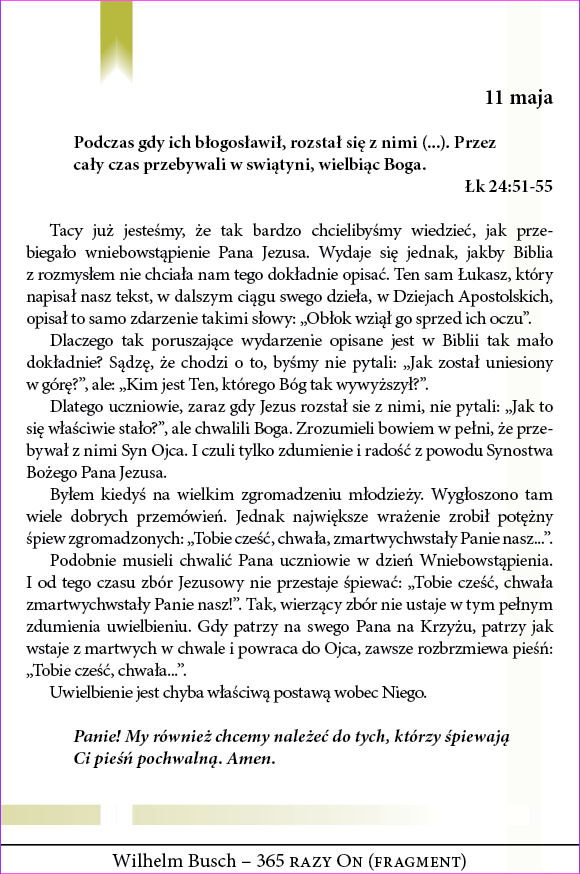 11 maja
Podczas gdy ich błogosławił, rozstał się z nimi (...). Przez
cały czas przebywali w swiątyni, wielbiąc Boga.
Łk 24:51-55
Tacy już jesteśmy, że tak bardzo chcielibyśmy wiedzieć, jak prze-
biegało wniebowstąpienie Pana Jezusa. Wydaje się jednak, jakby Biblia
z rozmysłem nie chciała nam tego dokładnie opisać. Ten sam Łukasz, który
napisał nasz tekst, w dalszym ciągu swego dzieła, w Dziejach Apostolskich,
opisał to samo zdarzenie takimi słowy: „Obłok wziął go sprzed ich oczu”.
Dlaczego tak poruszające wydarzenie opisane jest w Biblii tak mało
dokładnie? Sądzę, że chodzi o to, byśmy nie pytali: „Jak został uniesiony
w górę?”, ale: „Kim jest Ten, którego Bóg tak wywyższył?”.
Dlatego uczniowie, zaraz gdy Jezus rozstał sie z nimi, nie pytali: „Jak to
się właściwie stało?”, ale chwalili Boga. Zrozumieli bowiem w pełni, że prze-
bywał z nimi Syn Ojca. I czuli tylko zdumienie i radość z powodu Synostwa
Bożego Pana Jezusa.
Byłem kiedyś na wielkim zgromadzeniu młodzieży. Wygłoszono tam
wiele dobrych przemówień. Jednak największe wrażenie zrobił potężny
śpiew zgromadzonych: „Tobie cześć, chwała, zmartwychwstały Panie nasz...”.
Podobnie musieli chwalić Pana uczniowie w dzień Wniebowstąpienia.
I od tego czasu zbór Jezusowy nie przestaje śpiewać: „Tobie cześć, chwała
zmartwychwstały Panie nasz!”. Tak, wierzący zbór nie ustaje w tym pełnym
zdumienia uwielbieniu. Gdy patrzy na swego Pana na Krzyżu, patrzy jak
wstaje z martwych w chwale i powraca do Ojca, zawsze rozbrzmiewa pieśń:
„Tobie cześć, chwała...”.
Uwielbienie jest chyba właściwą postawą wobec Niego.
Panie! My również chcemy należeć do tych, którzy śpiewają
Ci pieśń pochwalną. Amen.
Wilhelm Busch – 365 RAZY ON (FRAGMENT)